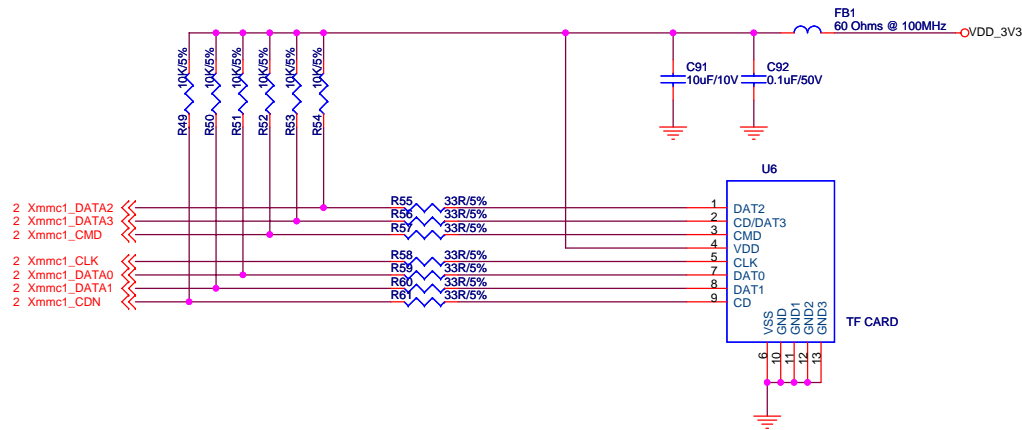 FB1
60 Ohms @ 100MHz
VDD_3V3
10K/5%
10K/5%
10K/5%
10K/5%
10K/5%
10K/5%
C91
10uF/10V
C92
0.1uF/50V
R49
R50
R51
R52
R53
R54
U6
2 Xmmc1_DATA2 R55 33R/5% 1 DAT2
2 Xmmc1_DATA3 R56 33R/5% 2 CD/DAT3
2 Xmmc1_CMD R57 33R/5% 3 CMD
4 VDD
2 Xmmc1_CLK R58 33R/5% 5 CLK
2 Xmmc1_DATA0 R59 33R/5% 7 DAT0
2 Xmmc1_DATA1 R60 33R/5% 8 DAT1
2 Xmmc1_CDN R61 33R/5% 9 CD
VSS
GND
GND1
GND2
GND3
TF CARD
6
10
11
12
13